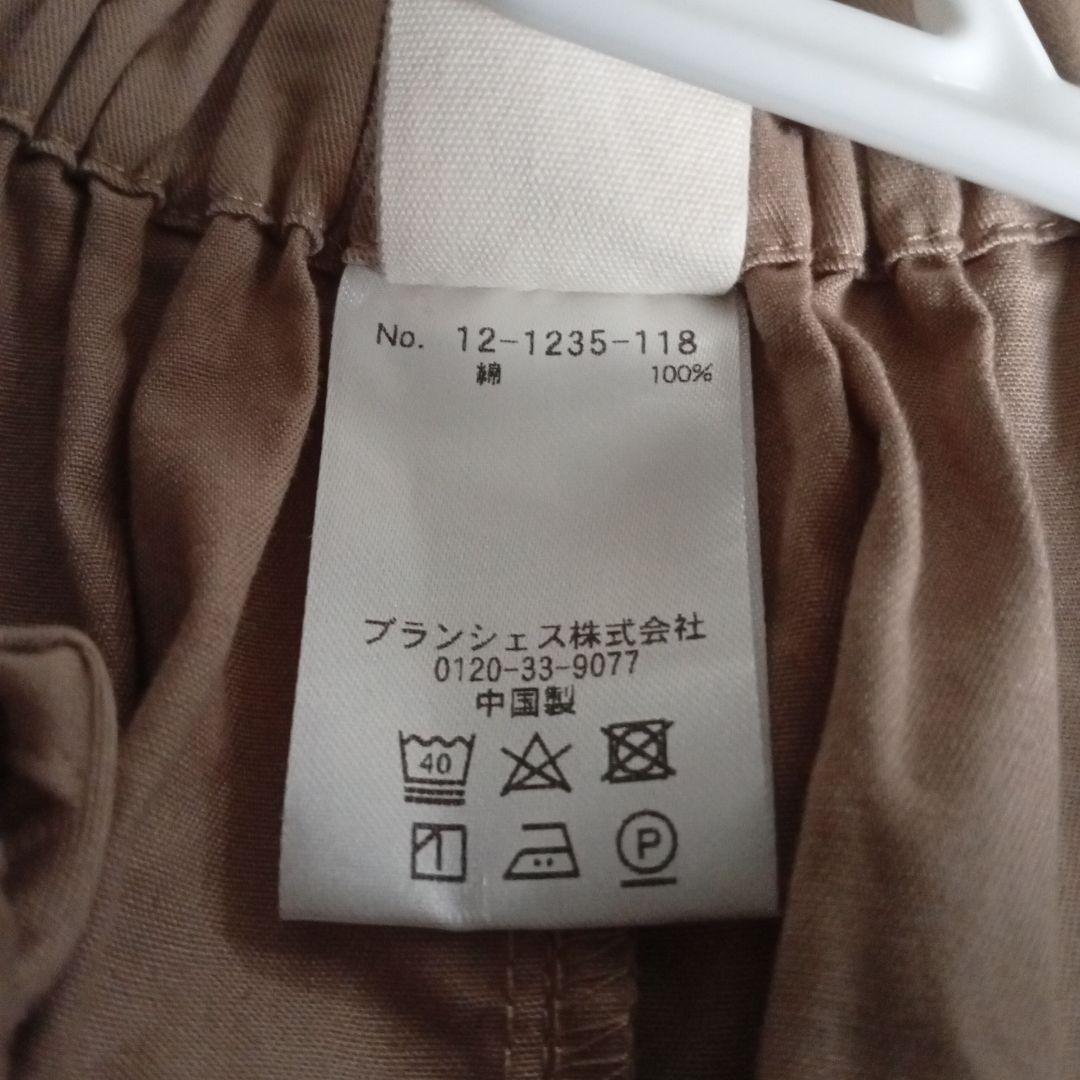 No. 12-1235-118
綿 100%
ブランシェス株式会社
0120-33-9077
中国製
40
P